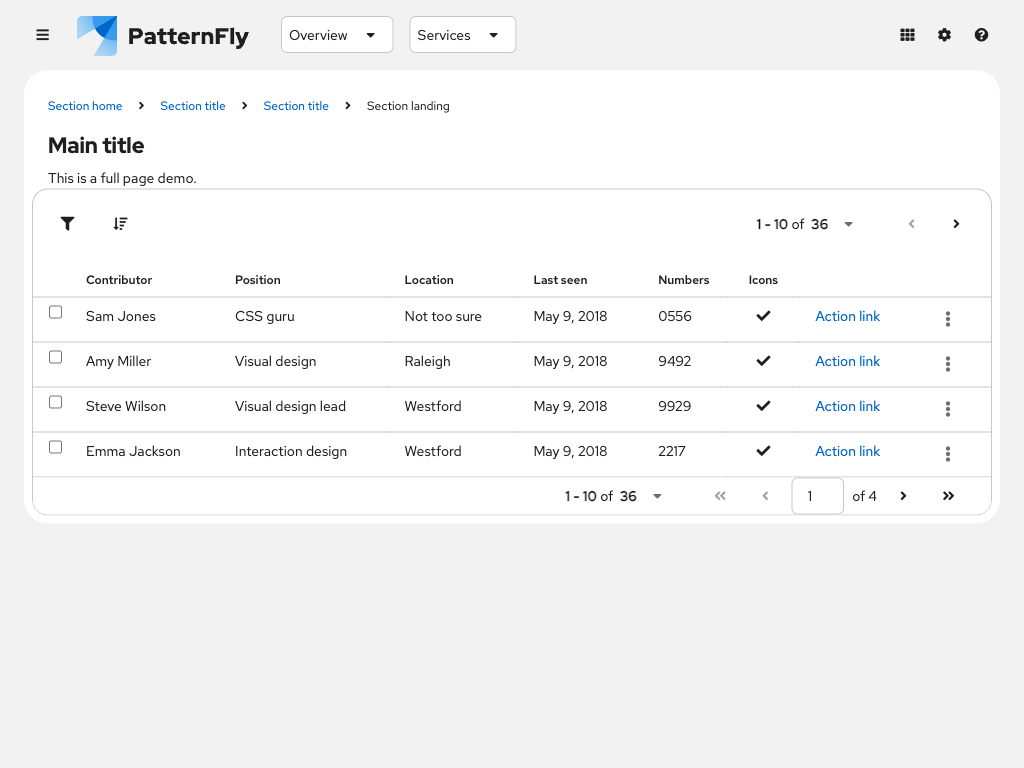 PatternFly Overview Services
Section home Section title Section title Section landing
Main title
This is a full page demo.
1 - 10 of 36
Contributor Position Location Last seen Numbers Icons
Sam Jones CSS guru Not too sure May 9, 2018 0556 Action link
Amy Miller Visual design Raleigh May 9, 2018 9492 Action link
Steve Wilson Visual design lead Westford May 9, 2018 9929 Action link
Emma Jackson Interaction design Westford May 9, 2018 2217 Action link
1 - 10 of 36 1 of 4